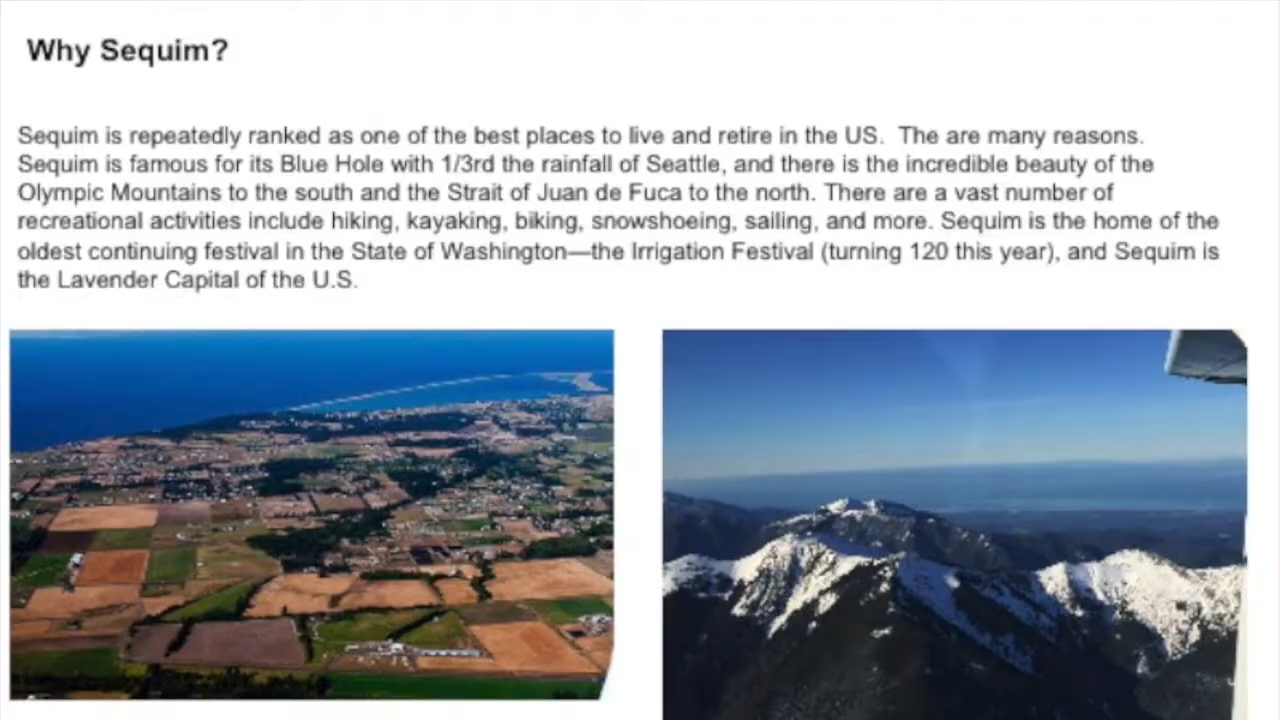 Why Sequim?
Sequim is repeatedly ranked as one of the best places to live and retire in the US.  The are many reasons.
Sequim is famous for its Blue Hole with 1/3rd the rainfall of Seattle, and there is the incredible beauty of the
Olympic Mountains to the south and the Strait of Juan de Fuca to the north. There are a vast number of
recreational activities include hiking, kayaking, biking, snowshoeing, sailing, and more. Sequim is the home of the
oldest continuing festival in the State of Washington—the Irrigation Festival (turning 120 this year), and Sequim is
the Lavender Capital of the U.S.